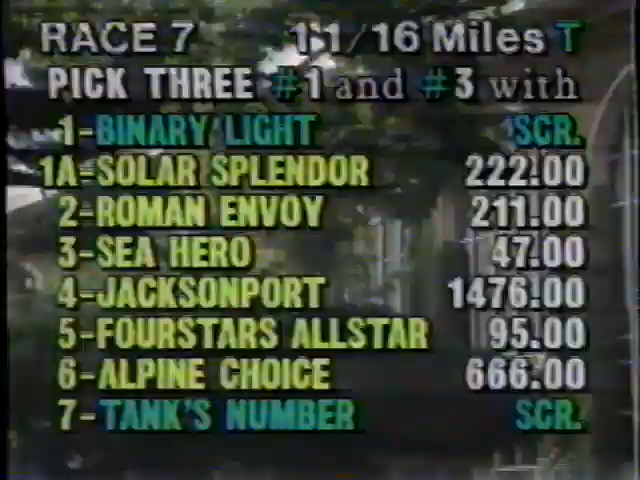 RACE 7 1 1/16 Miles T
PICK THREE #1 and #3 with
1-BINARY LIGHT SCR.
1A-SOLAR SPLENDOR 222.00
2-ROMAN ENVOY 211.00
3-SEA HERO 47.00
4-JACKSONPORT 1476.00
5-FOURSTARS ALLSTAR 95.00
6-ALPINE CHOICE 666.00
7-TANK'S NUMBER SCR.